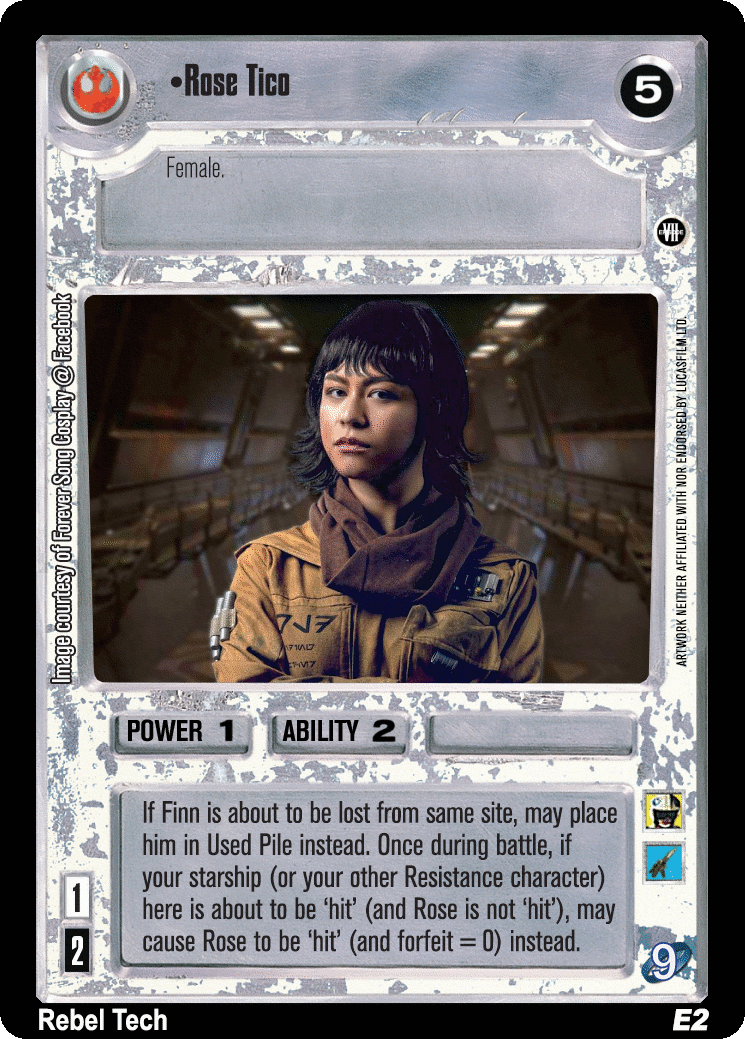 •Rose Tico
5
Female.
EPISODE VII
Image courtesy of Forever Song Cosplay @ Facebook
ARTWORK NEITHER AFFILIATED WITH NOR ENDORSED BY LUCASFILM LTD.
POWER 1
ABILITY 2
If Finn is about to be lost from same site, may place
him in Used Pile instead. Once during battle, if
your starship (or your other Resistance character)
here is about to be ‘hit’ (and Rose is not ‘hit’), may
cause Rose to be ‘hit’ (and forfeit = 0) instead.
1
2
9
Rebel Tech
E2